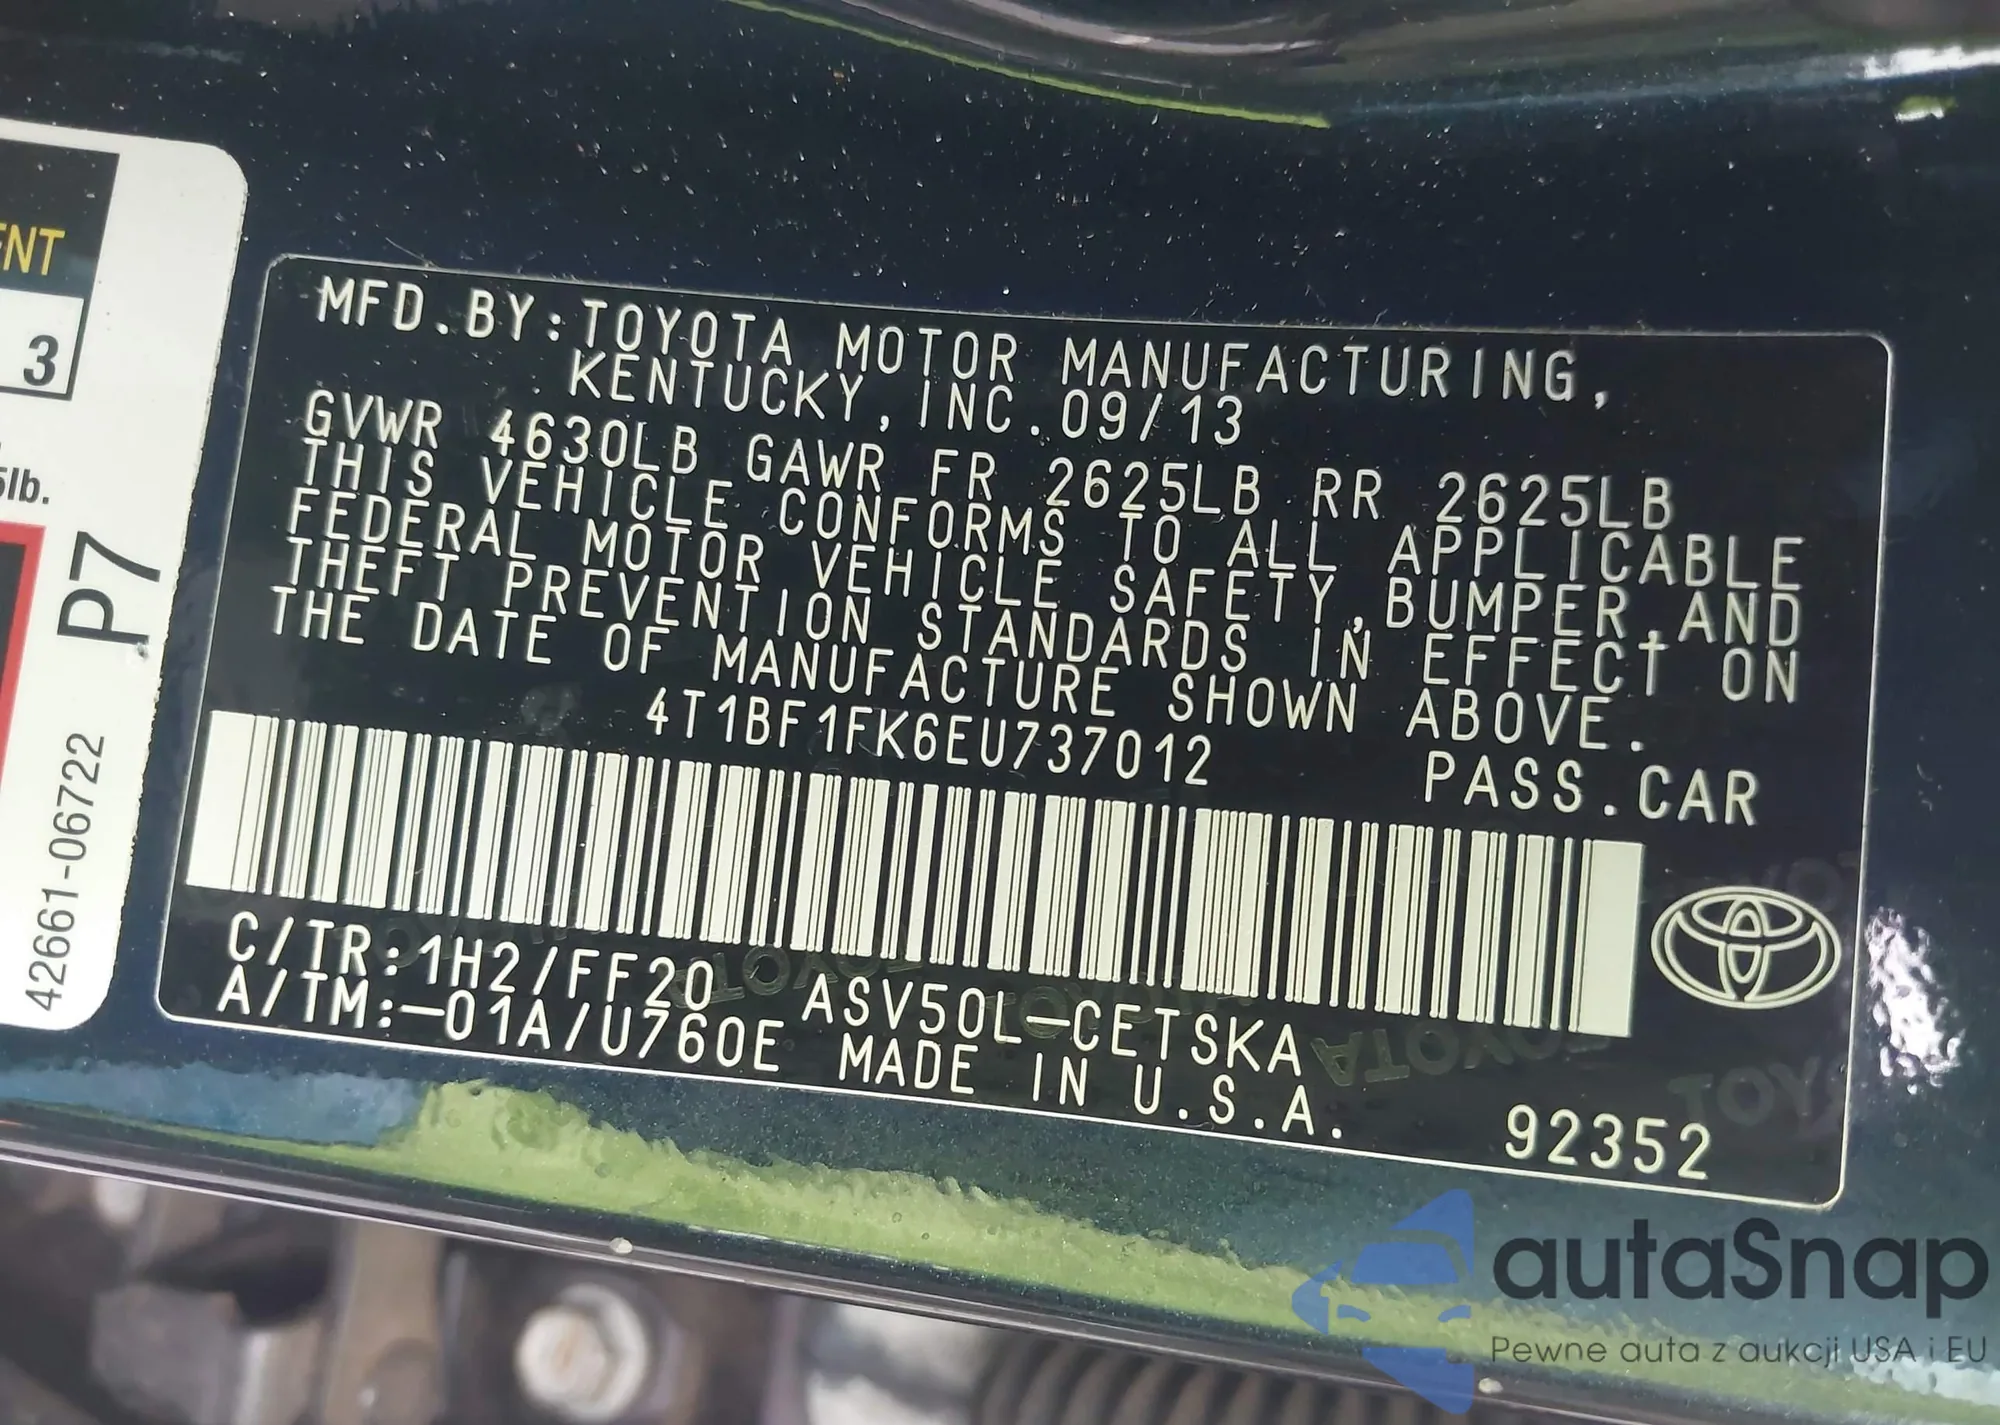 ENT
3
5lb.
P7
42661-06722
MFD.BY:TOYOTA MOTOR MANUFACTURING,
KENTUCKY,INC.09/13
GVWR 4630LB GAWR FR 2625LB RR 2625LB
THIS VEHICLE CONFORMS TO ALL APPLICABLE
FEDERAL MOTOR VEHICLE SAFETY,BUMPER,AND
THEFT PREVENTION STANDARDS IN EFFECT ON
THE DATE OF MANUFACTURE SHOWN ABOVE.
4T1BF1FK6EU737012
PASS.CAR
C/TR:1H2/FF20 ASV50L-CETSKA
A/TM:-01A/U760E MADE IN U.S.A.
92352
autaSnap
Pewne auta z aukcji USA i EU